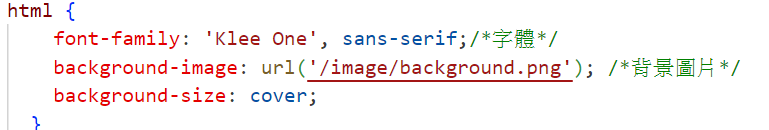 html {
font-family: 'Klee One', sans-serif;/*字體*/
background-image: url('/image/background.png'); /*背景圖片*/
background-size: cover;
}